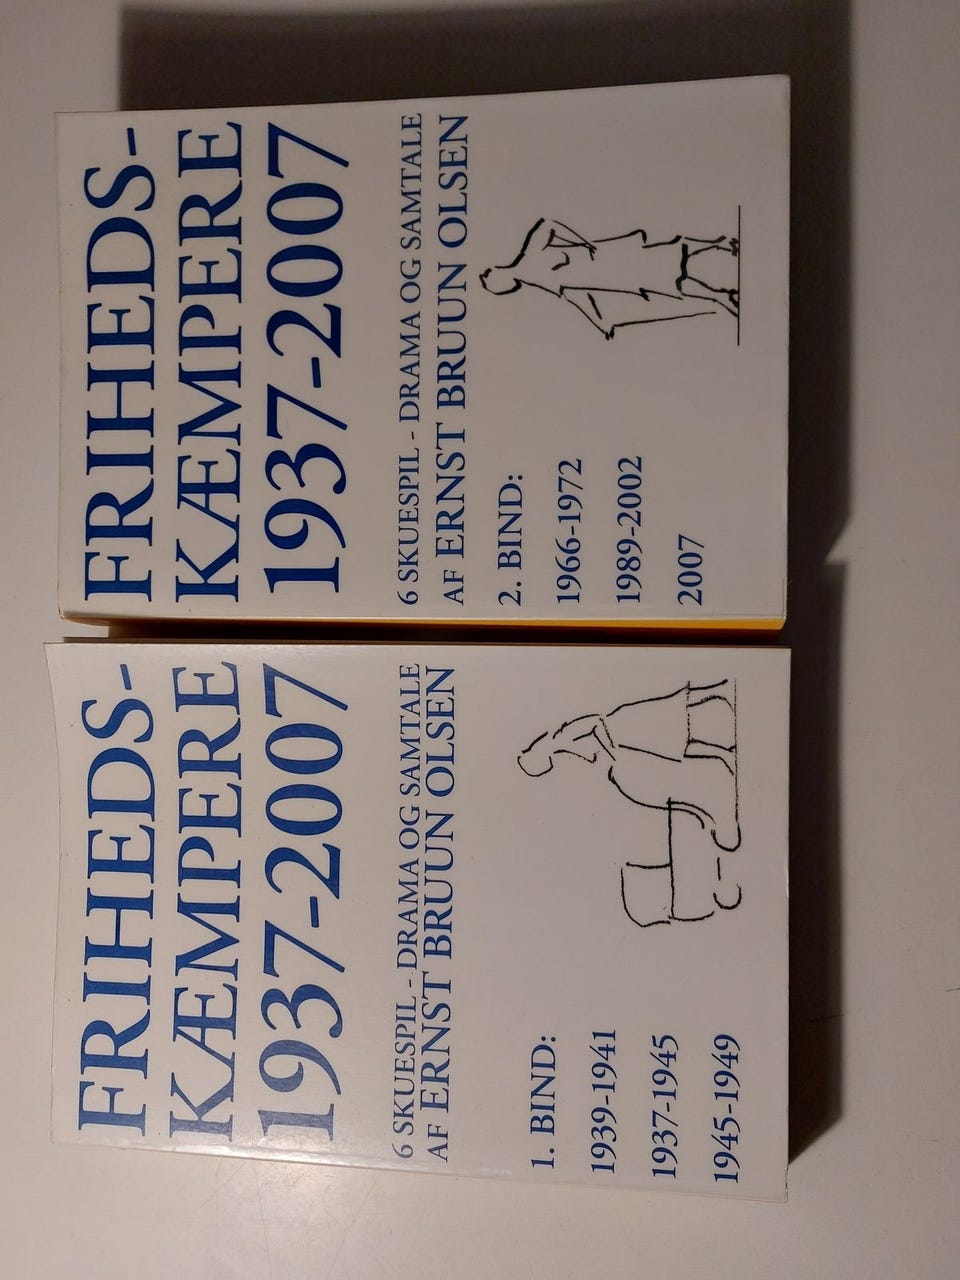 FRIHEDS-
KÆMPERE
1937-2007
6 SKUESPIL - DRAMA OG SAMTALE
AF ERNST BRUUN OLSEN
1. BIND:
1939-1941
1937-1945
1945-1949
FRIHEDS-
KÆMPERE
1937-2007
6 SKUESPIL - DRAMA OG SAMTALE
AF ERNST BRUUN OLSEN
2. BIND:
1966-1972
1989-2002
2007